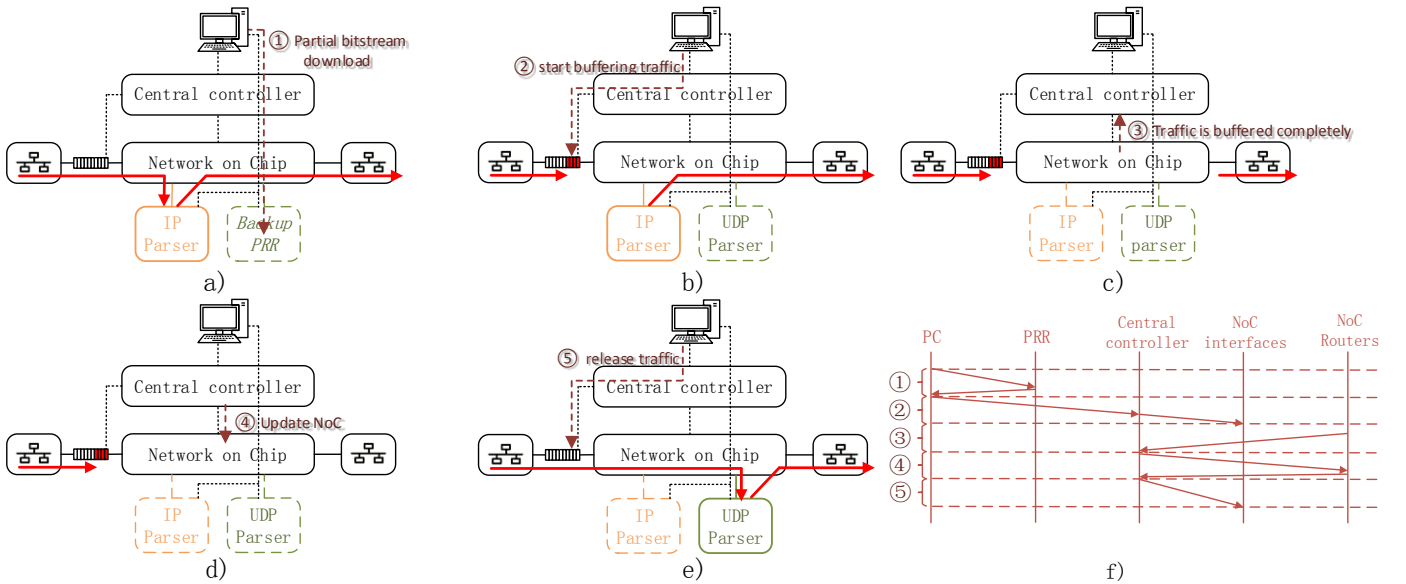 ① Partial bitstream
download
Central controller
Network on Chip
IP
Parser
Backup
PRR
a)
② start buffering traffic
Central controller
Network on Chip
IP
Parser
UDP
Parser
b)
Central controller
③ Traffic is buffered completely
Network on Chip
IP
Parser
UDP
parser
c)
Central controller
④ Update NoC
Network on Chip
IP
Parser
UDP
Parser
d)
⑤ release traffic
Central controller
Network on Chip
IP
Parser
UDP
Parser
e)
PC
PRR
Central
controller
NoC
interfaces
NoC
Routers
①
②
③
④
⑤
f)